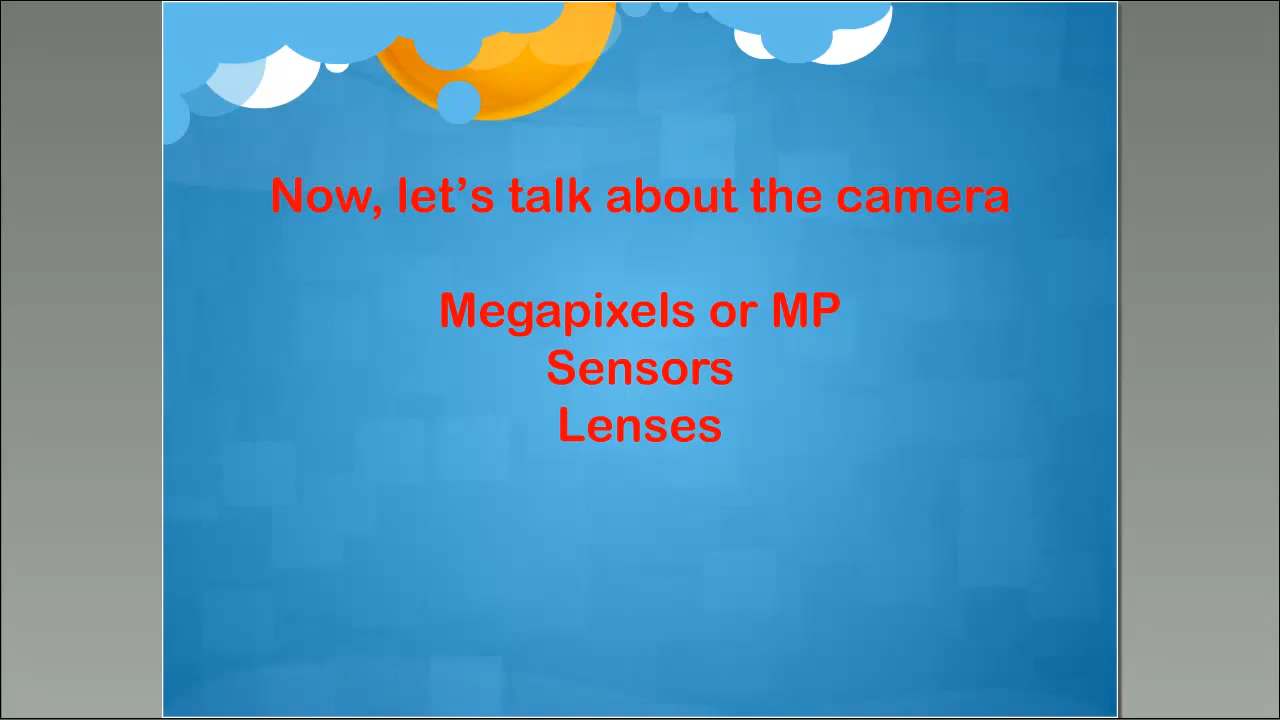 Now, let’s talk about the camera
Megapixels or MP
Sensors
Lenses